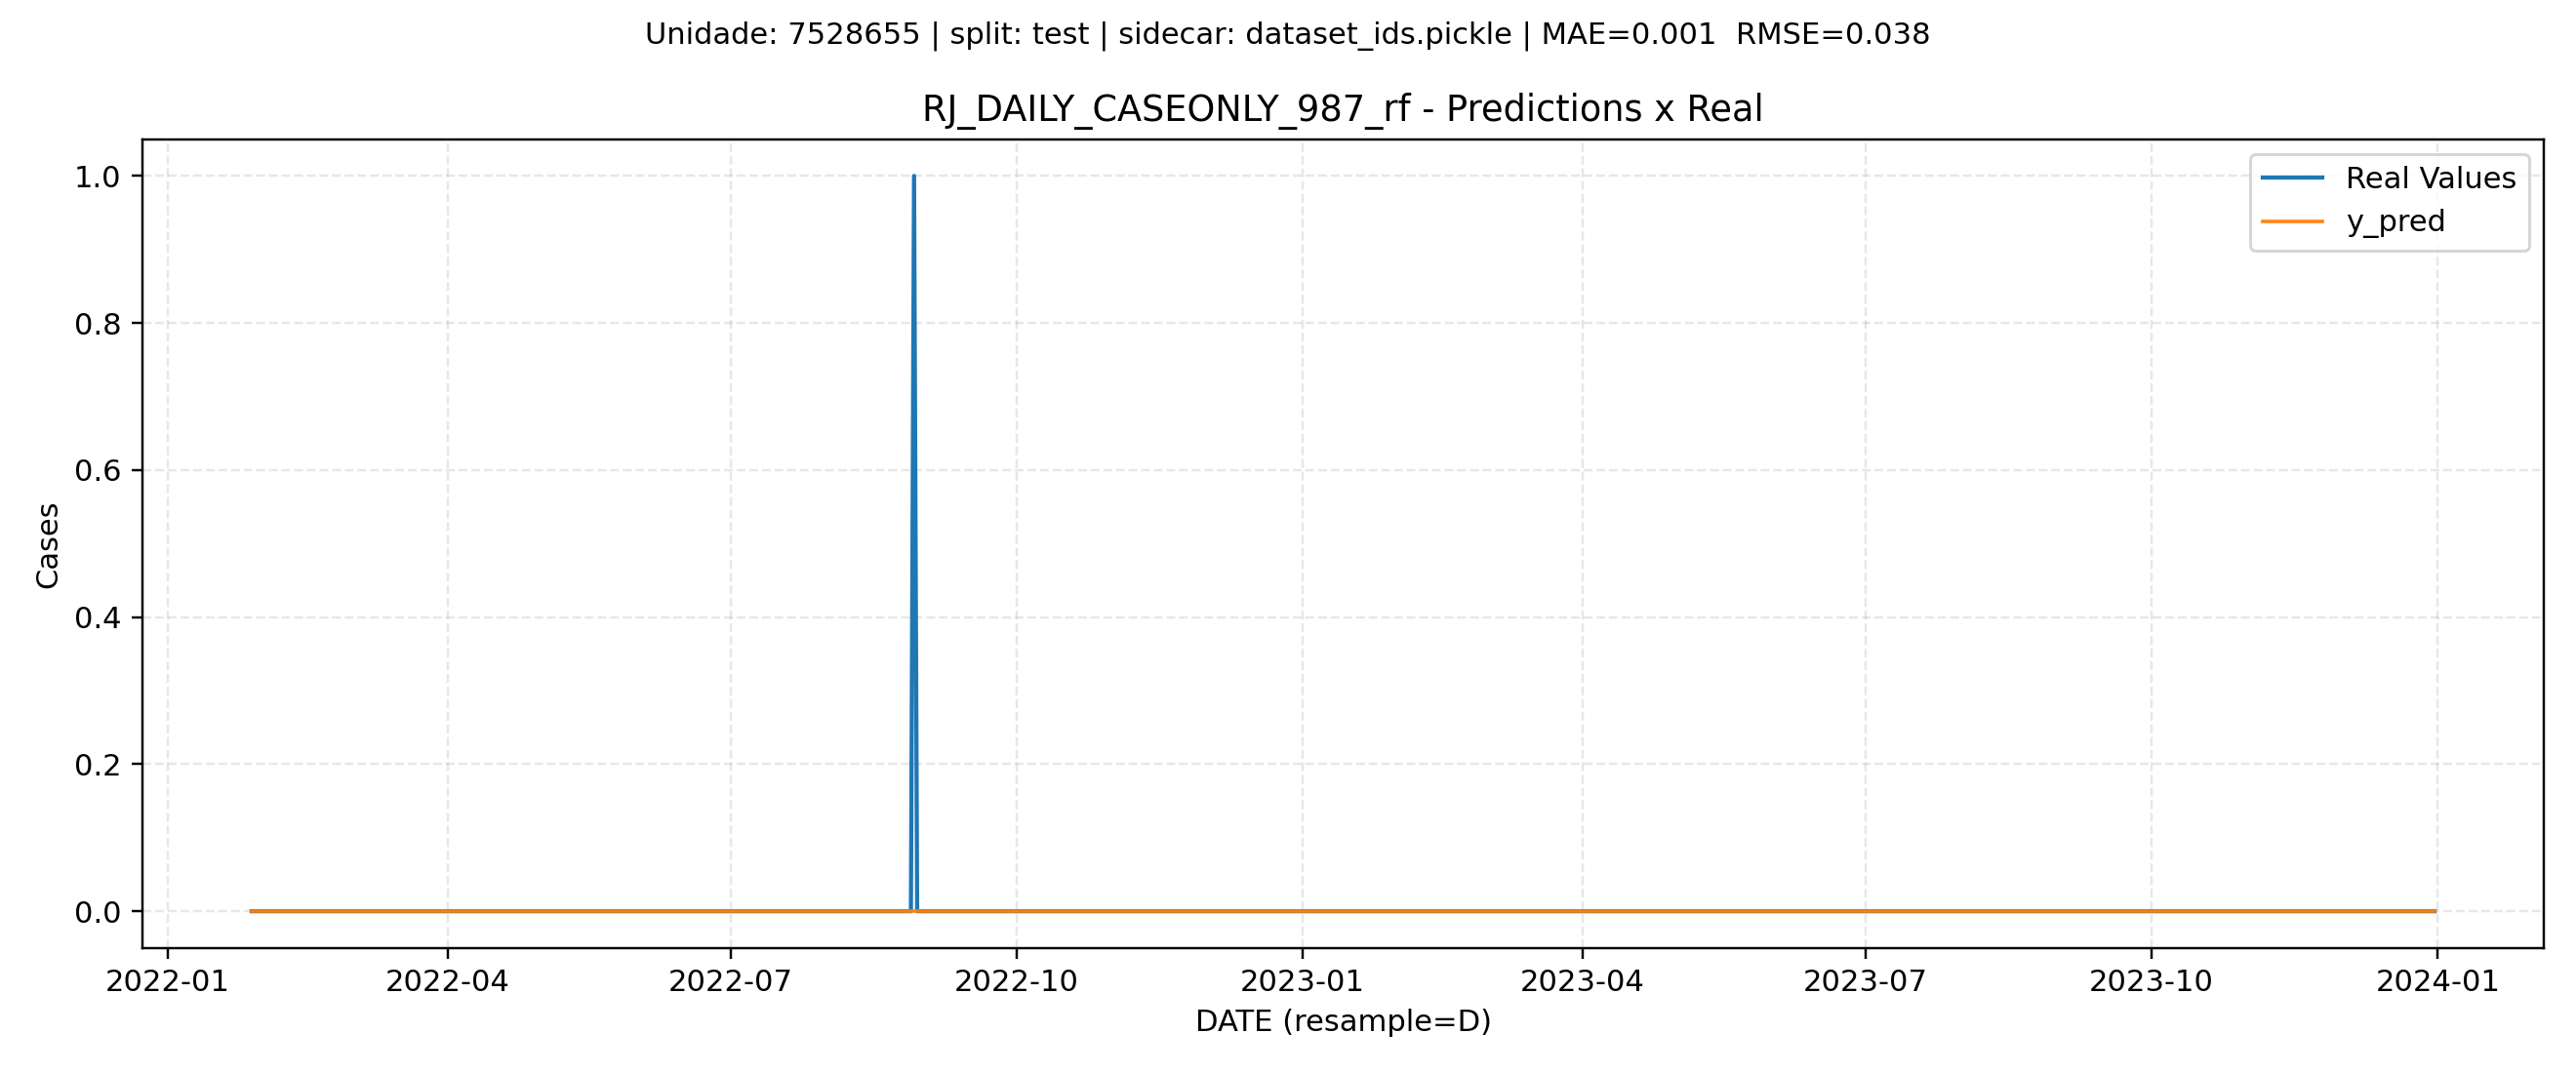 Unidade: 7528655 | split: test | sidecar: dataset_ids.pickle | MAE=0.001  RMSE=0.038
RJ_DAILY_CASEONLY_987_rf - Predictions x Real
Real Values
y_pred
1.0
0.8
0.6
0.4
0.2
0.0
Cases
2022-01 2022-04 2022-07 2022-10 2023-01 2023-04 2023-07 2023-10 2024-01
DATE (resample=D)